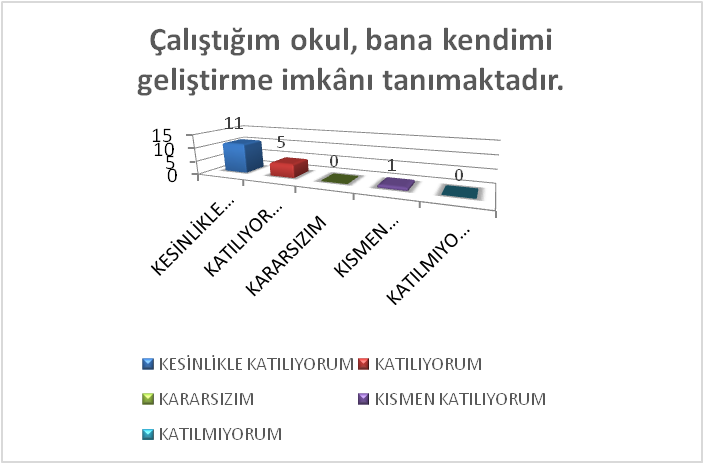 Çalıştığım okul, bana kendimi
geliştirme imkânı tanımaktadır.
15
10
5
0
11
5
0
1
0
KESİNLİKLE...
KATILIYOR...
KARARSIZIM
KISMEN...
KATILMIYO...
KESİNLİKLE KATILIYORUM
KATILIYORUM
KARARSIZIM
KISMEN KATILIYORUM
KATILMIYORUM